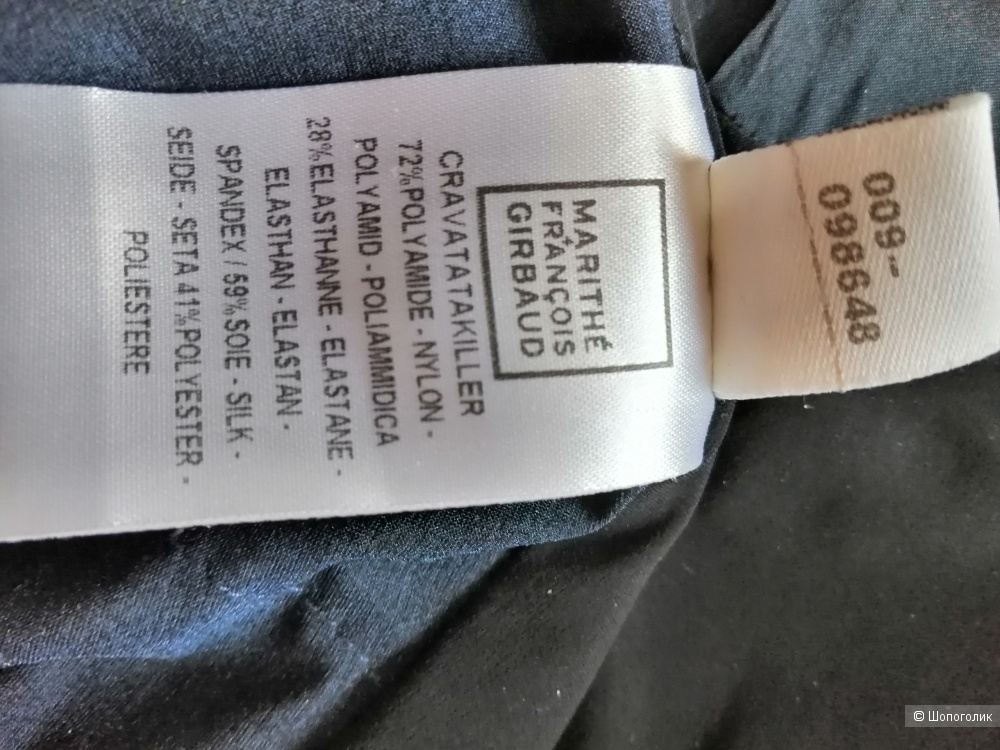 MARITHÉ
+
FRANÇOIS
GIRBAUD
CRAVATATAKILLER
72%POLYAMIDE - NYLON -
POLYAMID - POLIAMMIDICA
28%ELASTHANNE - ELASTANE -
ELASTHAN - ELASTAN -
SPANDEX / 59%SOIE - SILK -
SEIDE - SETA 41%POLYESTER -
POLIESTERE
009--
098648
© Шопоголик